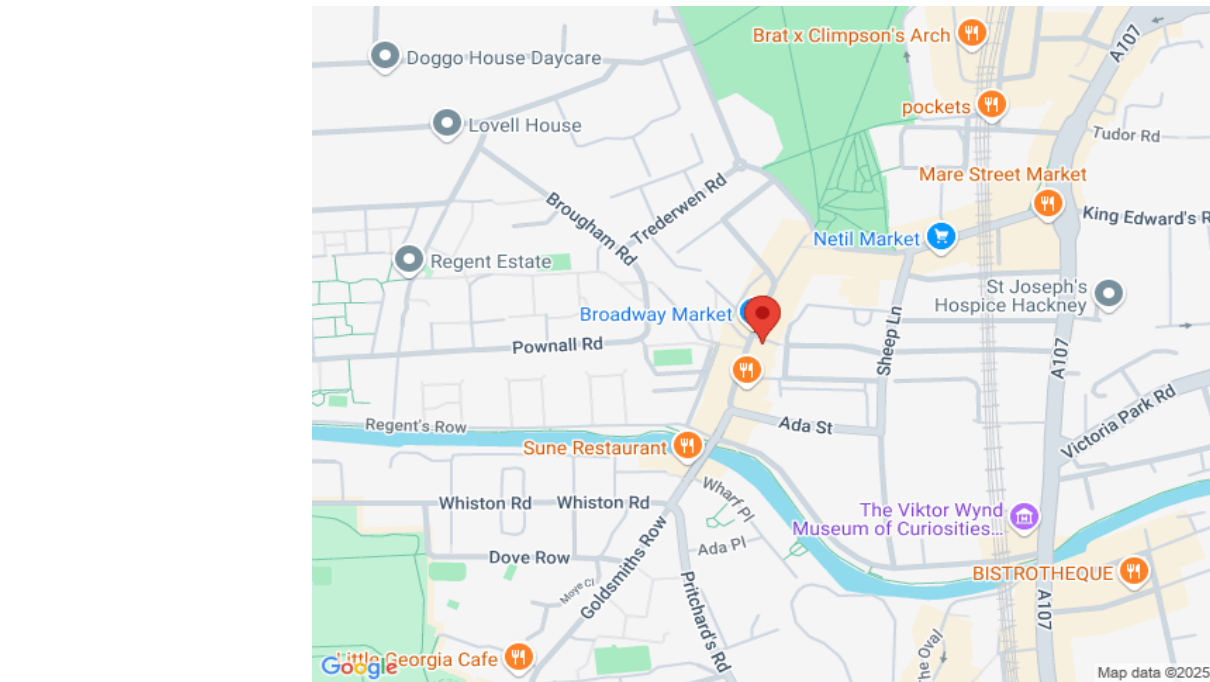 Brat x Climpson's Arch
A107
Doggo House Daycare
pockets
Lovell House
Tudor Rd
Mare Street Market
Trederwen Rd
Brougham Rd
King Edward's R
Netil Market
Regent Estate
St Joseph's
Hospice Hackney
Broadway Market
Sheep Ln
Pownall Rd
A107
Victoria Park Rd
Regent's Row
Ada St
Sune Restaurant
Whiston Rd
Whiston Rd
Wharf Pl
The Viktor Wynd
Museum of Curiosities...
Ada Pl
Dove Row
BISTROTHEQUE
Moye Cl
Goldsmiths Row
Pritchard's Rd
A107
The Oval
Little Georgia Cafe
Google
Map data ©2025